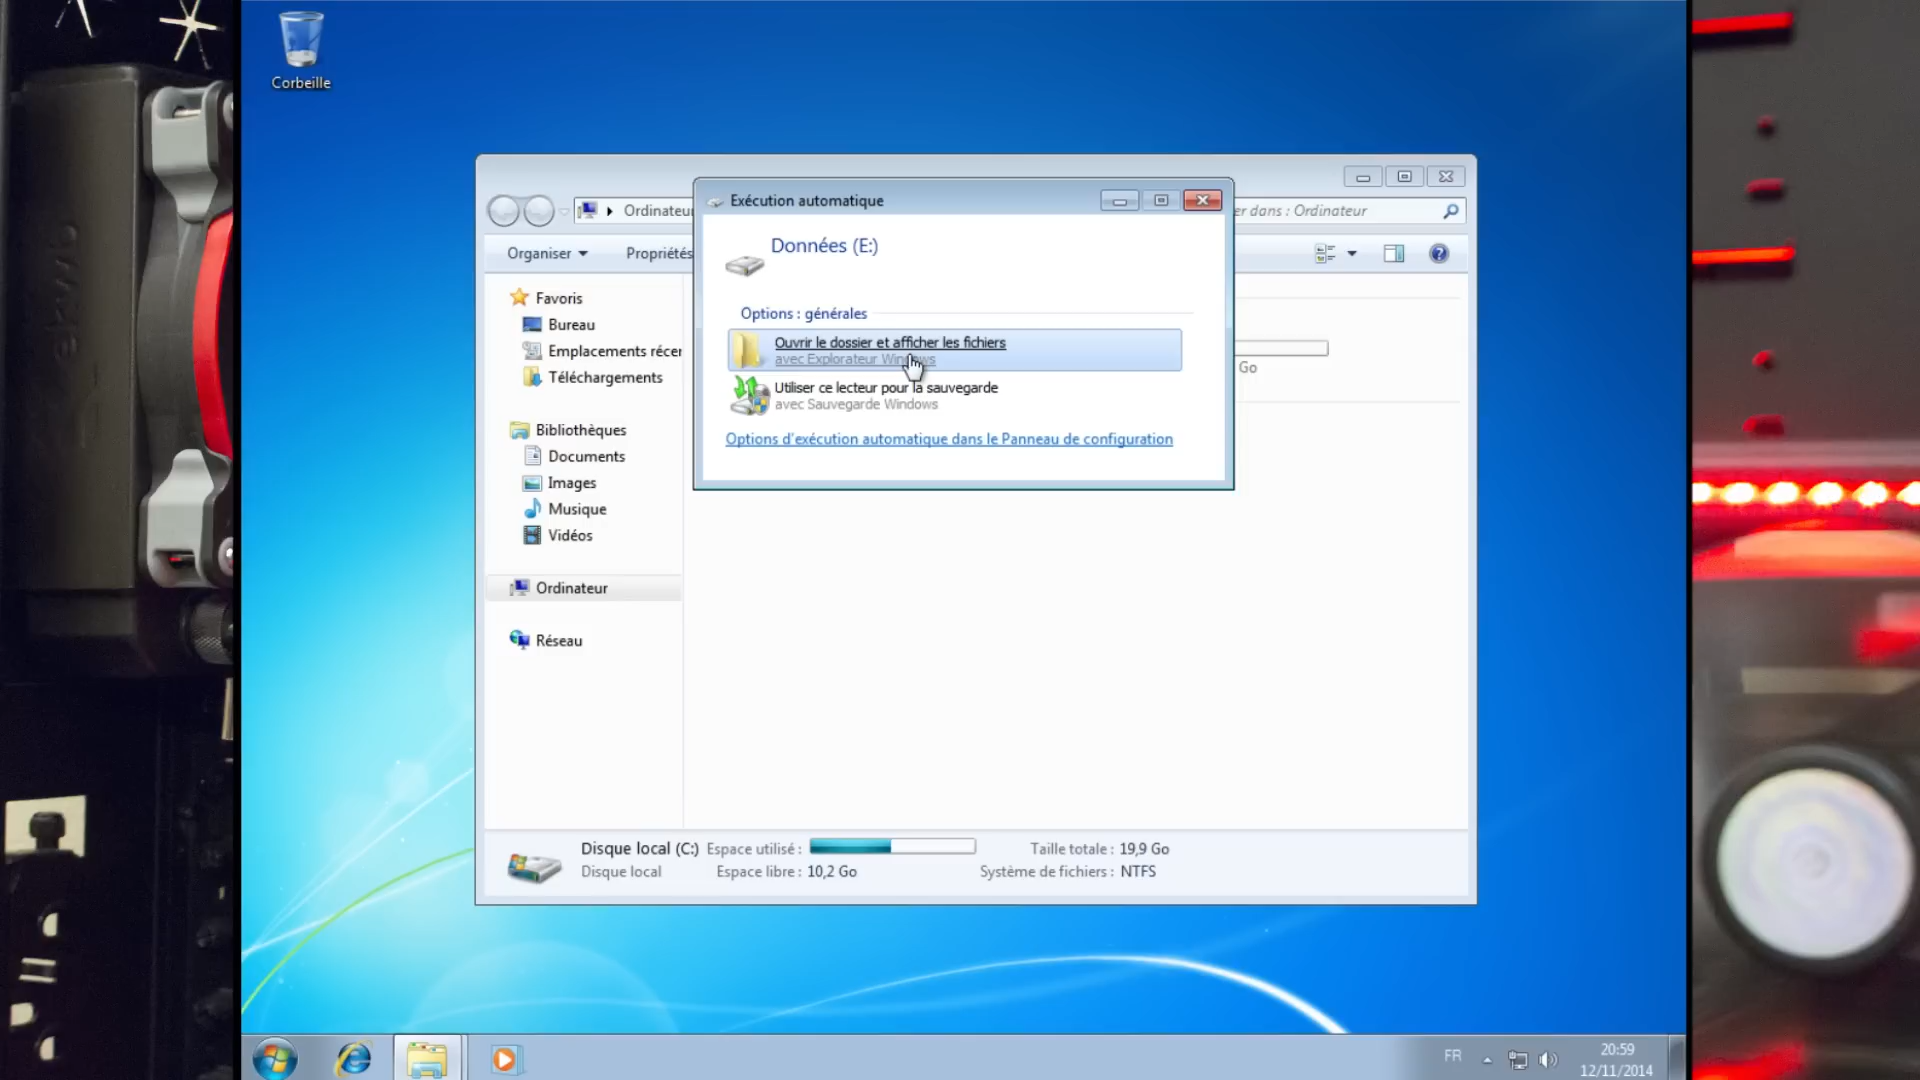 Corbeille
Ordinateur
er dans : Ordinateur
Organiser
Propriétés
Exécution automatique
Données (E:)
Options : générales
Ouvrir le dossier et afficher les fichiers
avec Explorateur Windows
Utiliser ce lecteur pour la sauvegarde
avec Sauvegarde Windows
Options d'exécution automatique dans le Panneau de configuration
Go
Favoris
Bureau
Emplacements récer
Téléchargements
Bibliothèques
Documents
Images
Musique
Vidéos
Ordinateur
Réseau
Disque local (C:) Espace utilisé : Taille totale : 19,9 Go
Disque local Espace libre : 10,2 Go Système de fichiers : NTFS
FR
20:59
12/11/2014